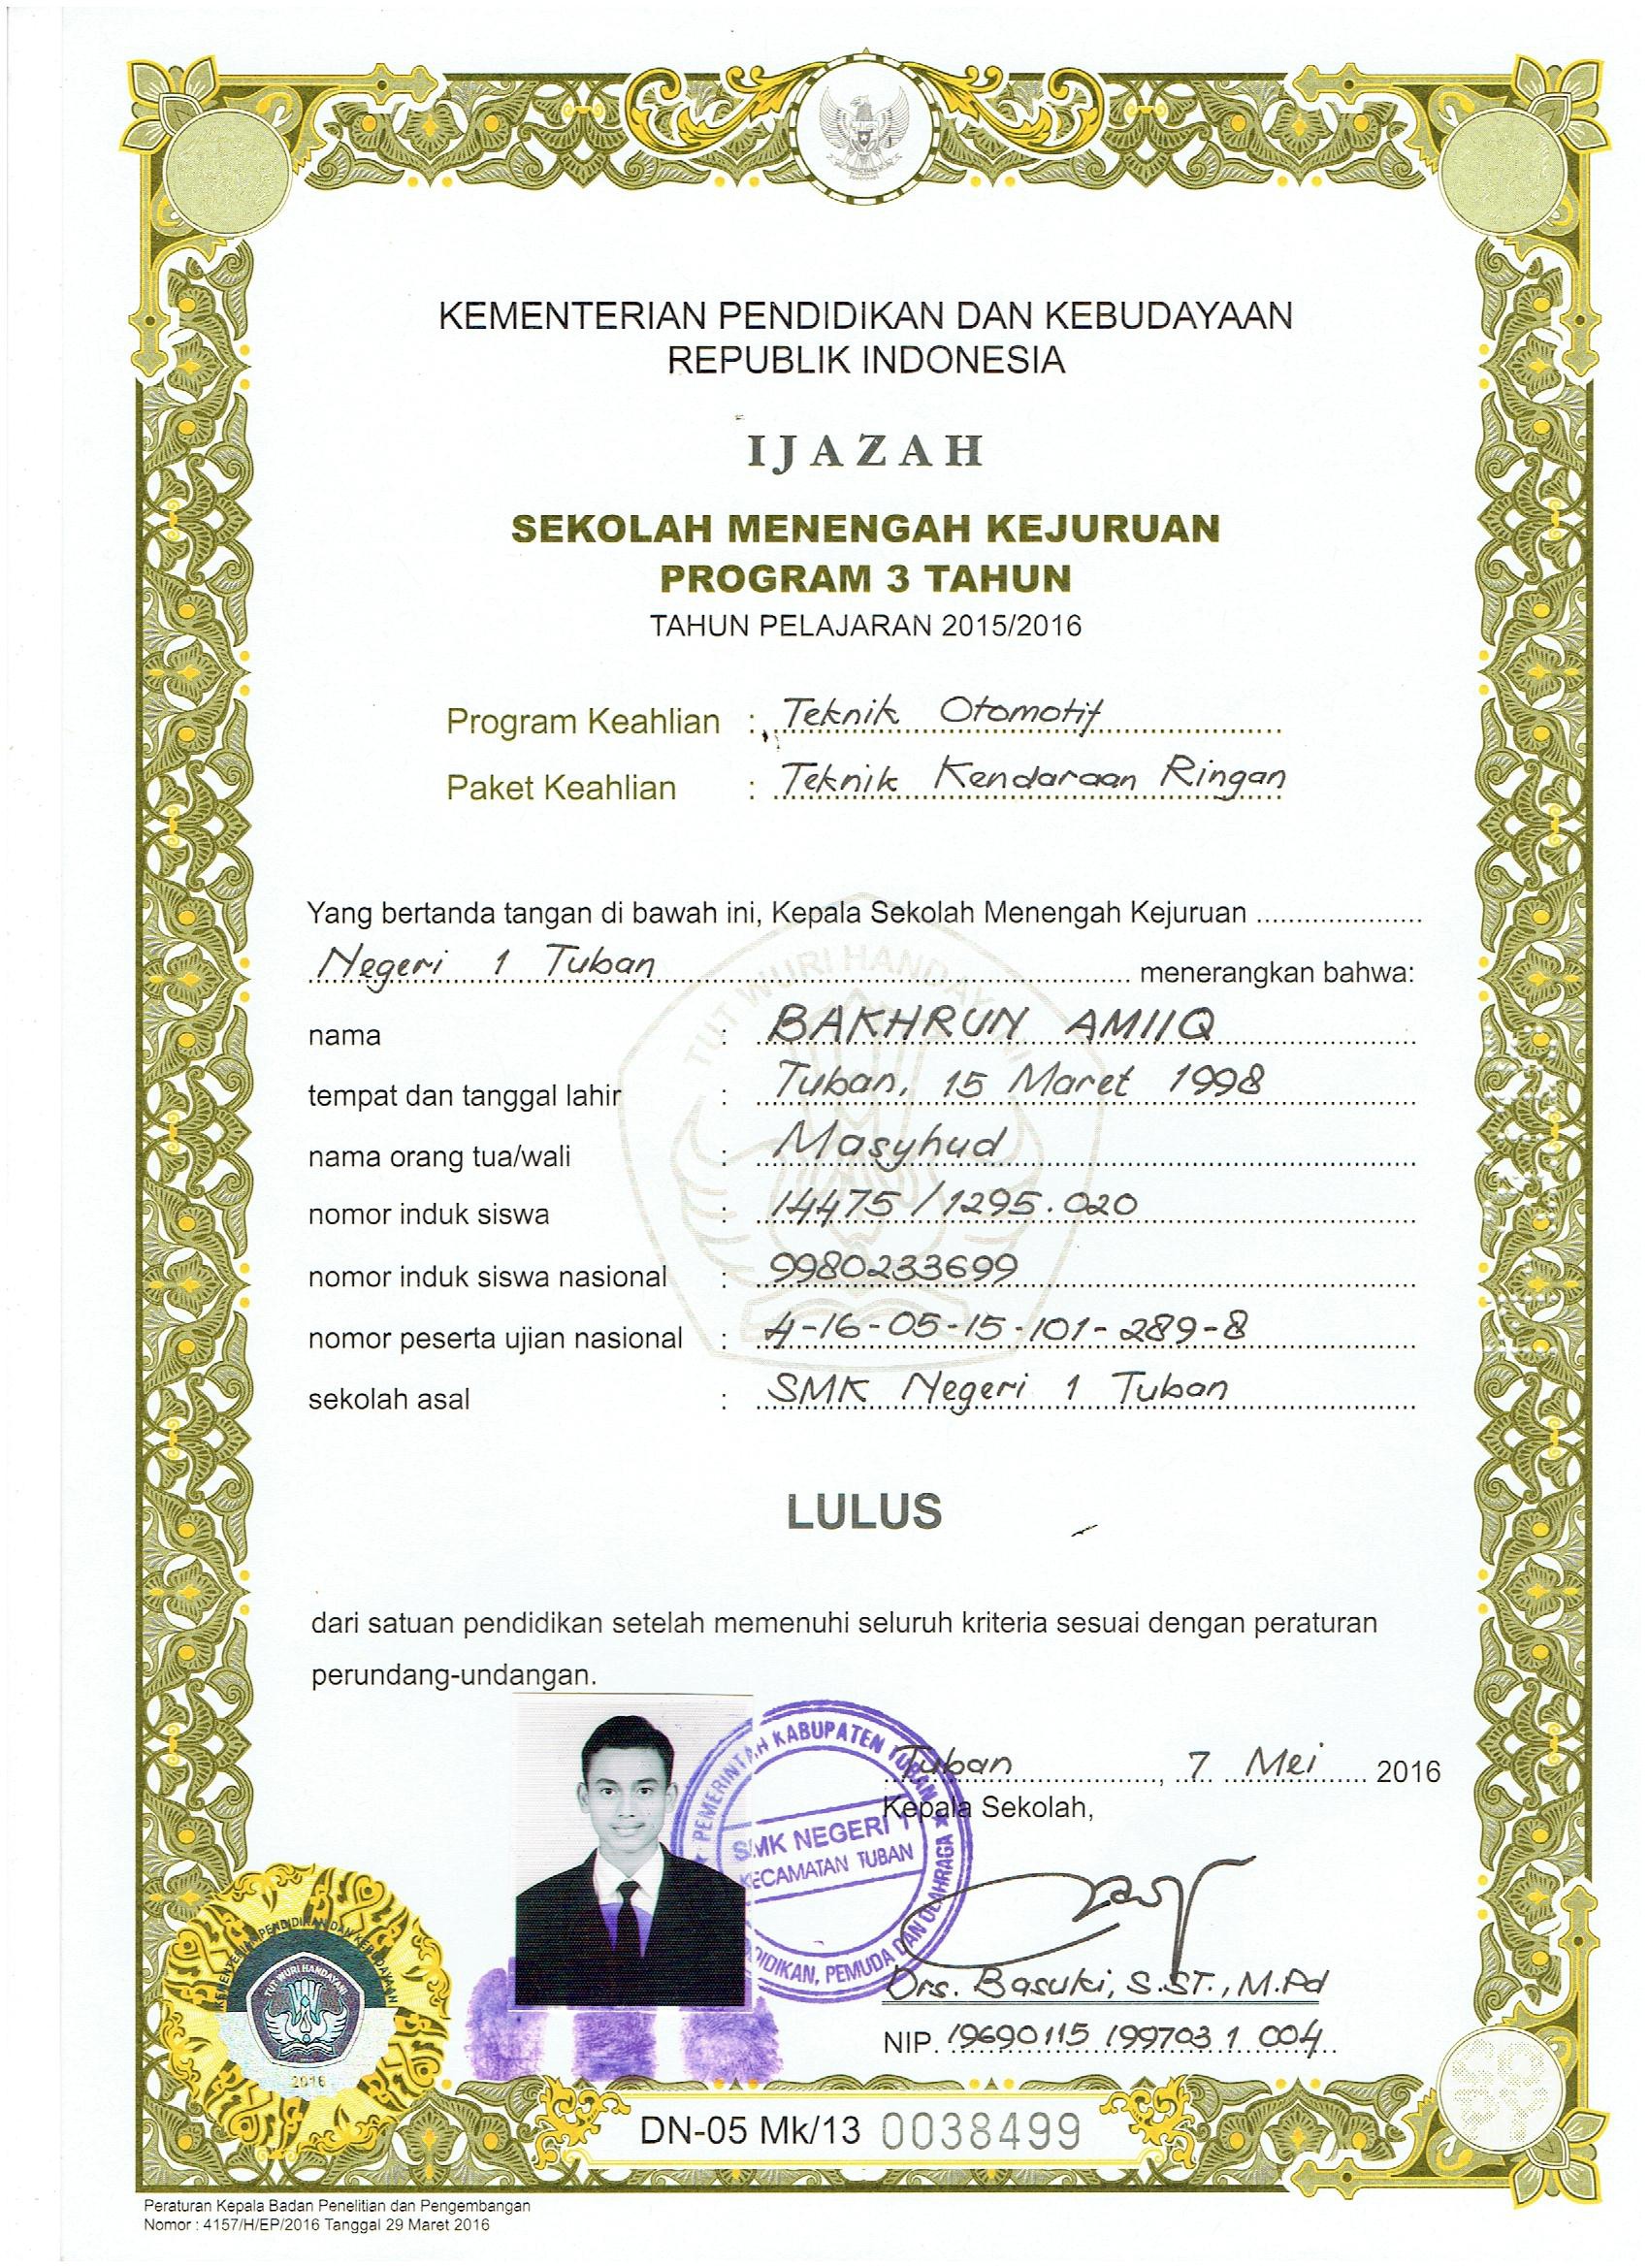 KEMENTERIAN PENDIDIKAN DAN KEBUDAYAAN
REPUBLIK INDONESIA
IJAZAH
SEKOLAH MENENGAH KEJURUAN
PROGRAM 3 TAHUN
TAHUN PELAJARAN 2015/2016
Program Keahlian : Teknik Otomotif
Paket Keahlian : Teknik Kendaraan Ringan
Yang bertanda tangan di bawah ini, Kepala Sekolah Menengah Kejuruan
Negeri 1 Tuban menerangkan bahwa:
nama : BAKHRUN AMIIQ
tempat dan tanggal lahir : Tuban, 15 Maret 1998
nama orang tua/wali : Masyhud
nomor induk siswa : 14475/1295.020
nomor induk siswa nasional : 9980233699
nomor peserta ujian nasional : 4-16-05-15-101-289-8
sekolah asal : SMK Negeri 1 Tuban
TUT WURI HANDAYANI
LULUS
dari satuan pendidikan setelah memenuhi seluruh kriteria sesuai dengan peraturan
perundang-undangan.
Tuban, 7 Mei 2016
Kepala Sekolah,
PEMERINTAH KABUPATEN TUBAN
SMK NEGERI 1
KECAMATAN TUBAN
DIDIKAN, PEMUDA DAN OLAHRAGA
Drs. Basuki, S.ST., M.Pd
NIP. 19690115 199703 1 004
KEMENTERIAN PENDIDIKAN DAN KEBUDAYAAN
TUT WURI HANDAYANI
2016
DN-05 Mk/13 0038499
Peraturan Kepala Badan Penelitian dan Pengembangan
Nomor : 4157/H/EP/2016 Tanggal 29 Maret 2016